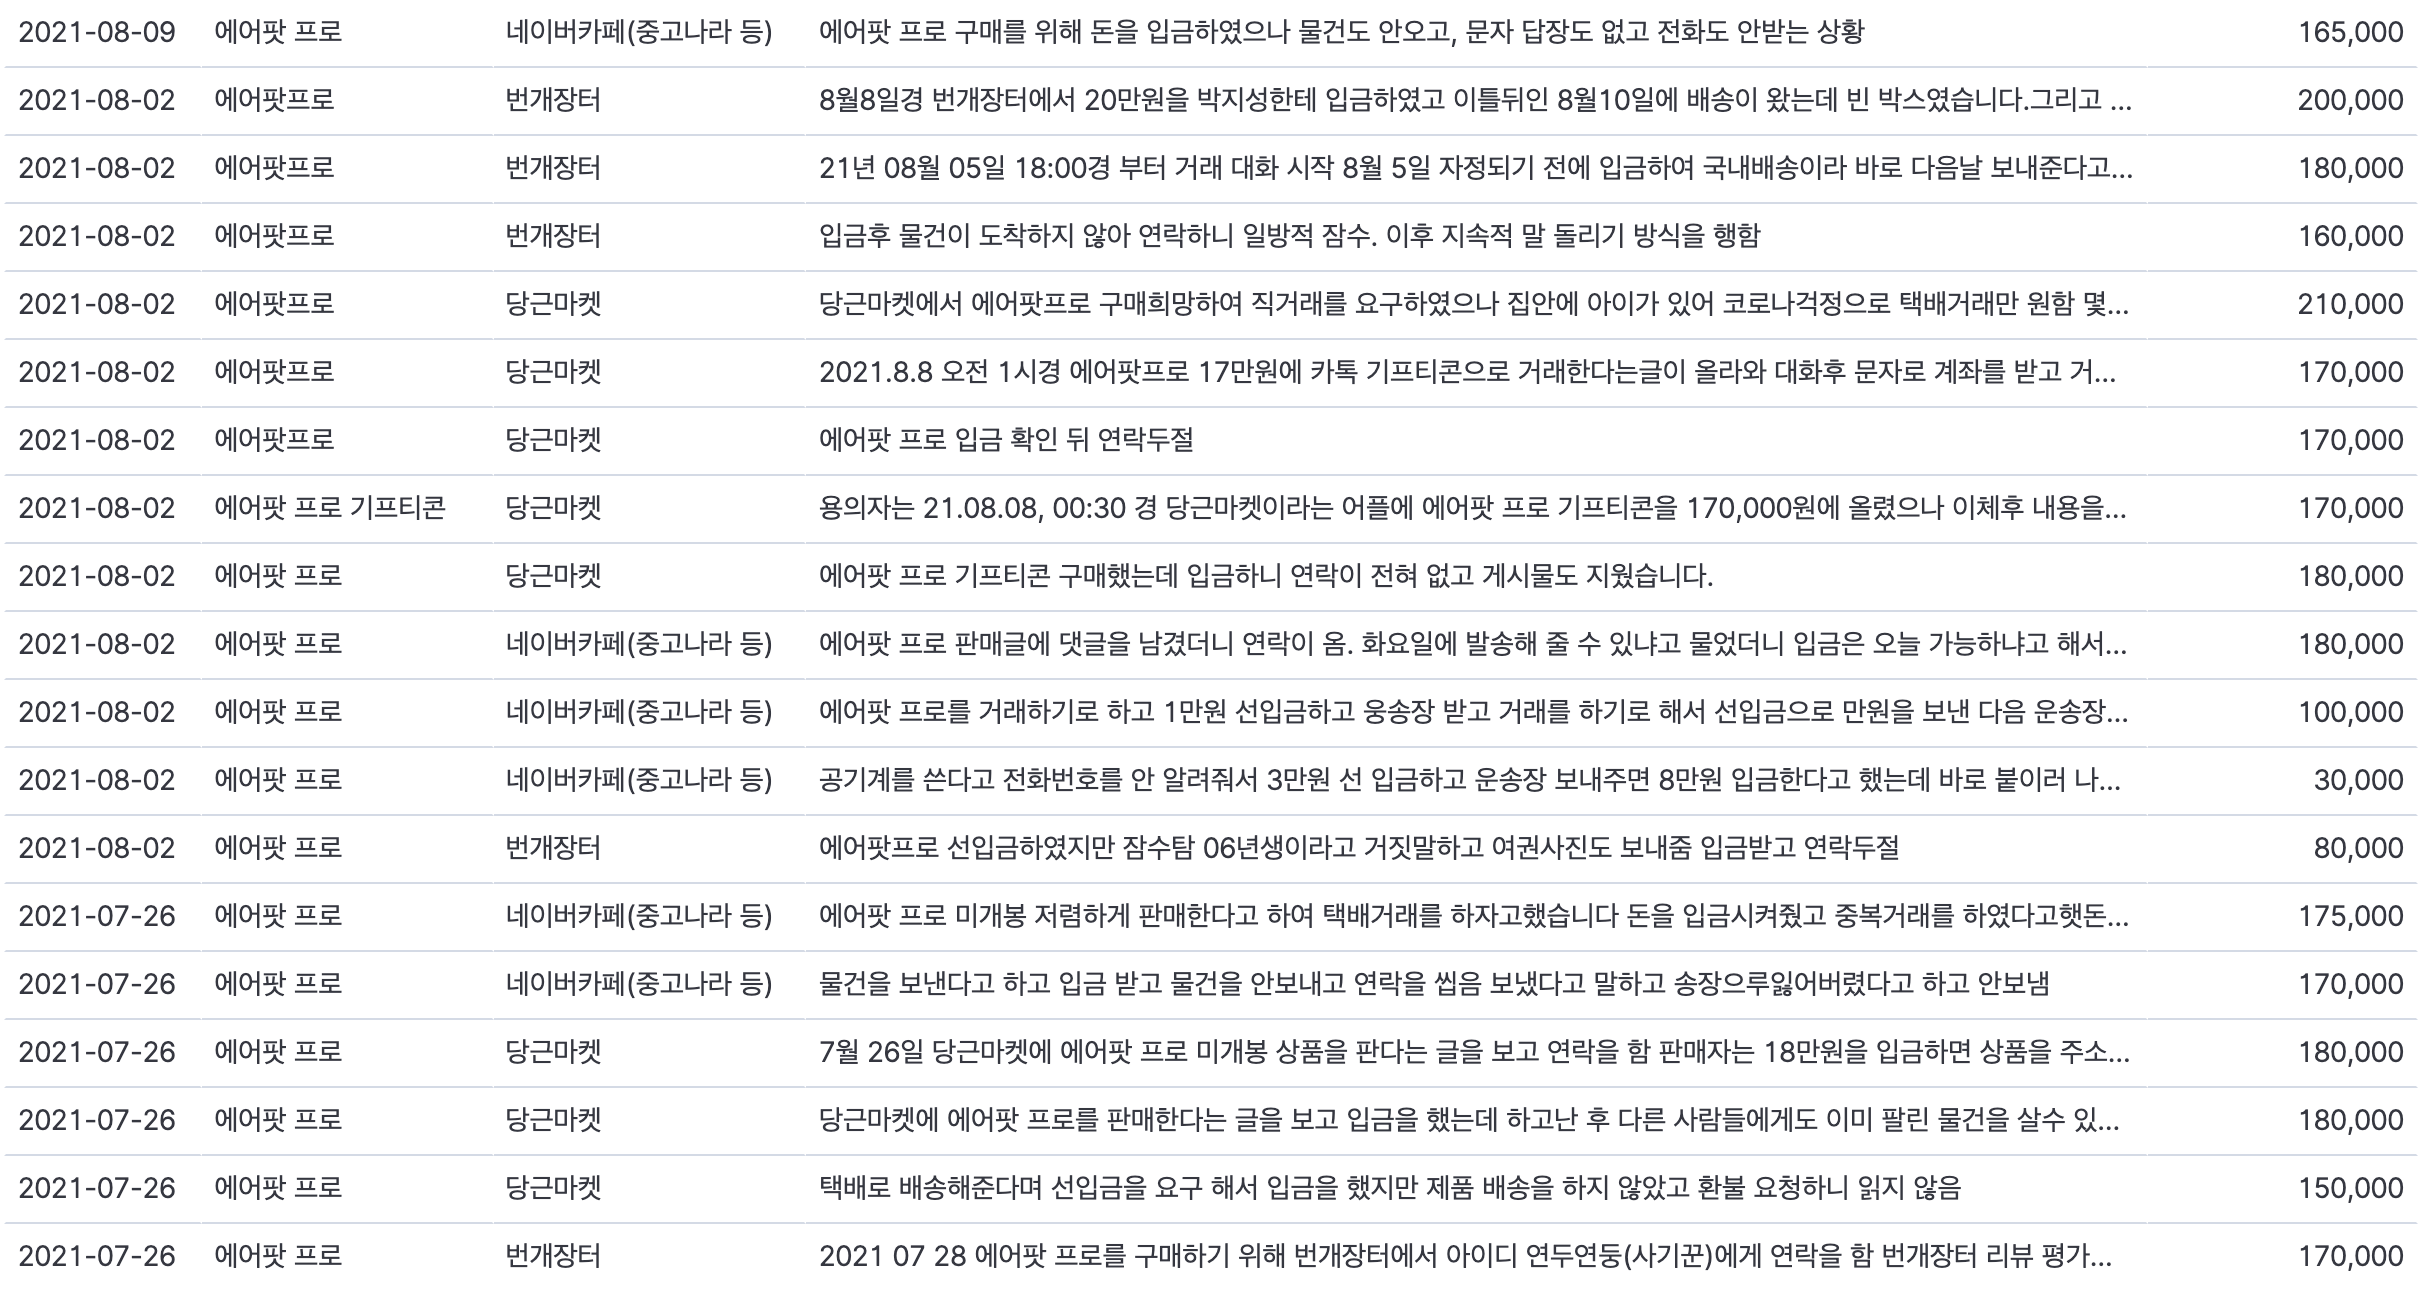 2021-08-09 에어팟 프로 네이버카페(중고나라 등) 에어팟 프로 구매를 위해 돈을 입금하였으나 물건도 안오고, 문자 답장도 없고 전화도 안받는 상황 165,000
2021-08-02 에어팟프로 번개장터 8월8일경 번개장터에서 20만원을 박지성한테 입금하였고 이틀뒤인 8월10일에 배송이 왔는데 빈 박스였습니다.그리고 ... 200,000
2021-08-02 에어팟프로 번개장터 21년 08월 05일 18:00경 부터 거래 대화 시작 8월 5일 자정되기 전에 입금하여 국내배송이라 바로 다음날 보내준다고... 180,000
2021-08-02 에어팟프로 번개장터 입금후 물건이 도착하지 않아 연락하니 일방적 잠수. 이후 지속적 말 돌리기 방식을 행함 160,000
2021-08-02 에어팟프로 당근마켓 당근마켓에서 에어팟프로 구매희망하여 직거래를 요구하였으나 집안에 아이가 있어 코로나걱정으로 택배거래만 원함 몇... 210,000
2021-08-02 에어팟프로 당근마켓 2021.8.8 오전 1시경 에어팟프로 17만원에 카톡 기프티콘으로 거래한다는글이 올라와 대화후 문자로 계좌를 받고 거... 170,000
2021-08-02 에어팟프로 당근마켓 에어팟 프로 입금 확인 뒤 연락두절 170,000
2021-08-02 에어팟 프로 기프티콘 당근마켓 용의자는 21.08.08, 00:30 경 당근마켓이라는 어플에 에어팟 프로 기프티콘을 170,000원에 올렸으나 이체후 내용을... 170,000
2021-08-02 에어팟 프로 당근마켓 에어팟 프로 기프티콘 구매했는데 입금하니 연락이 전혀 없고 게시물도 지웠습니다. 180,000
2021-08-02 에어팟 프로 네이버카페(중고나라 등) 에어팟 프로 판매글에 댓글을 남겼더니 연락이 옴. 화요일에 발송해 줄 수 있냐고 물었더니 입금은 오늘 가능하냐고 해서... 180,000
2021-08-02 에어팟 프로 네이버카페(중고나라 등) 에어팟 프로를 거래하기로 하고 1만원 선입금하고 웅송장 받고 거래를 하기로 해서 선입금으로 만원을 보낸 다음 운송장... 100,000
2021-08-02 에어팟 프로 네이버카페(중고나라 등) 공기계를 쓴다고 전화번호를 안 알려줘서 3만원 선 입금하고 운송장 보내주면 8만원 입금한다고 했는데 바로 붙이러 나... 30,000
2021-08-02 에어팟 프로 번개장터 에어팟프로 선입금하였지만 잠수탐 06년생이라고 거짓말하고 여권사진도 보내줌 입금받고 연락두절 80,000
2021-07-26 에어팟 프로 네이버카페(중고나라 등) 에어팟 프로 미개봉 저렴하게 판매한다고 하여 택배거래를 하자고했습니다 돈을 입금시켜줬고 중복거래를 하였다고햇돈... 175,000
2021-07-26 에어팟 프로 네이버카페(중고나라 등) 물건을 보낸다고 하고 입금 받고 물건을 안보내고 연락을 씹음 보냈다고 말하고 송장으루잃어버렸다고 하고 안보냄 170,000
2021-07-26 에어팟 프로 당근마켓 7월 26일 당근마켓에 에어팟 프로 미개봉 상품을 판다는 글을 보고 연락을 함 판매자는 18만원을 입금하면 상품을 주소... 180,000
2021-07-26 에어팟 프로 당근마켓 당근마켓에 에어팟 프로를 판매한다는 글을 보고 입금을 했는데 하고난 후 다른 사람들에게도 이미 팔린 물건을 살수 있... 180,000
2021-07-26 에어팟 프로 당근마켓 택배로 배송해준다며 선입금을 요구 해서 입금을 했지만 제품 배송을 하지 않았고 환불 요청하니 읽지 않음 150,000
2021-07-26 에어팟 프로 번개장터 2021 07 28 에어팟 프로를 구매하기 위해 번개장터에서 아이디 연두연둥(사기꾼)에게 연락을 함 번개장터 리뷰 평가... 170,000